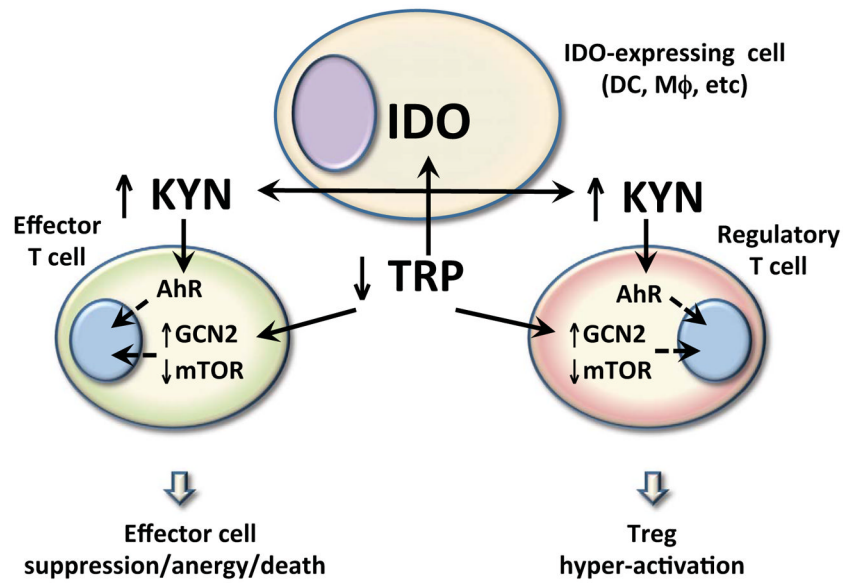 IDO-expressing cell
(DC, Mϕ, etc)
IDO
↑ KYN
↑ KYN
Effector
T cell
Regulatory
T cell
↓ TRP
AhR
↑GCN2
↓mTOR
AhR
↑GCN2
↓mTOR
Effector cell
suppression/anergy/death
Treg
hyper-activation